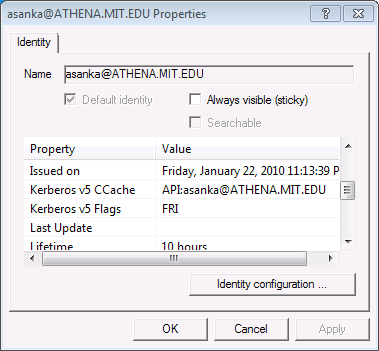 asanka@ATHENA.MIT.EDU Properties
Identity
Name asanka@ATHENA.MIT.EDU
Default identity Always visible (sticky)
Searchable
Property Value
Issued on Friday, January 22, 2010 11:13:39 P
Kerberos v5 CCache API:asanka@ATHENA.MIT.EDU
Kerberos v5 Flags FRI
Last Update
Lifetime 10 hours
Identity configuration ...
OK Cancel Apply